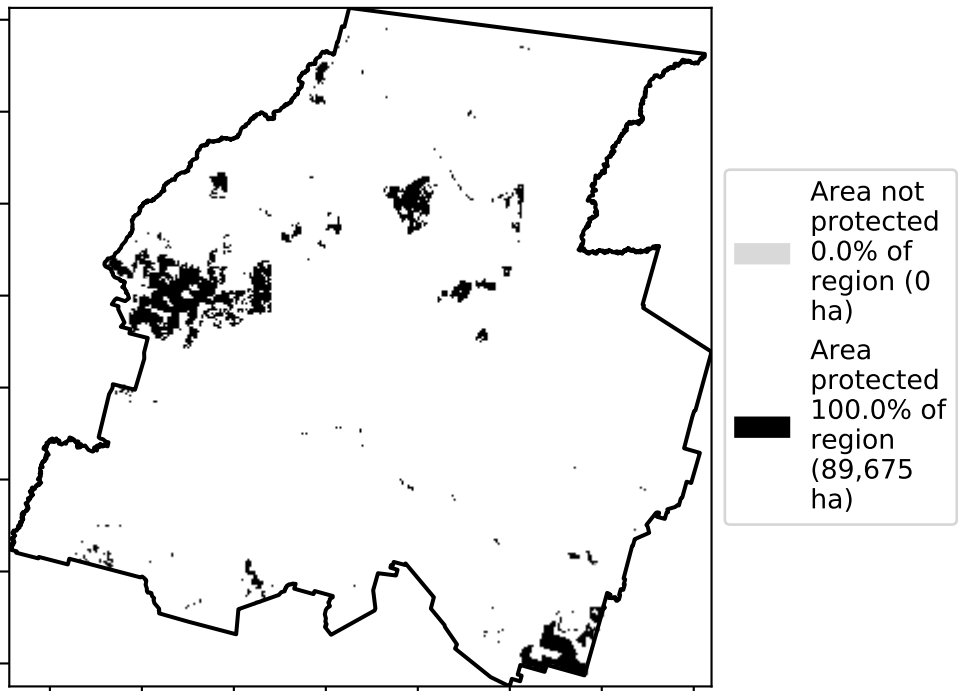 Area not
protected
0.0% of
region (0
ha)
Area
protected
100.0% of
region
(89,675
ha)